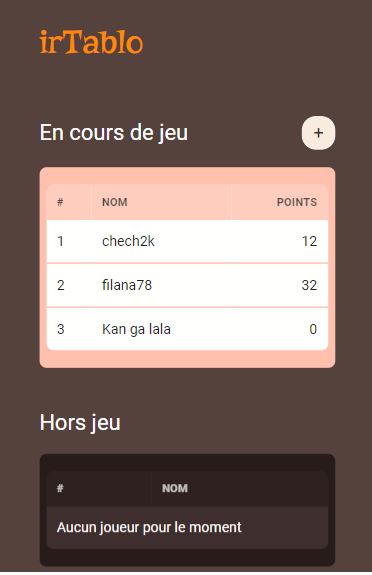 irTablo
En cours de jeu +
# NOM POINTS
1 chech2k 12
2 filana78 32
3 Kan ga lala 0
Hors jeu
# NOM
Aucun joueur pour le moment